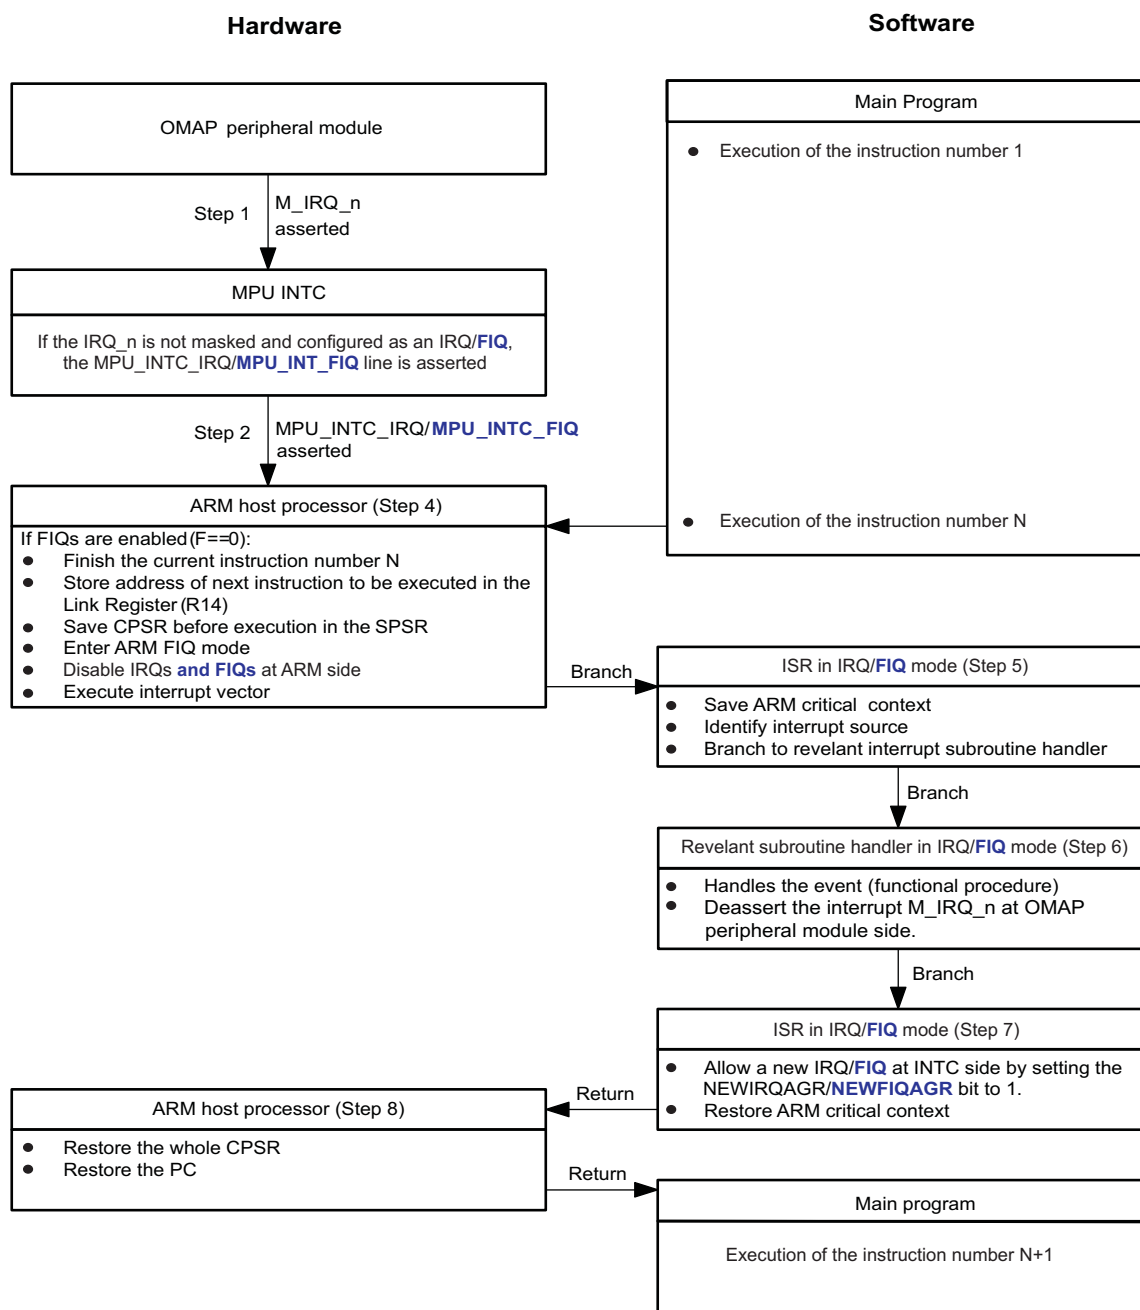 Hardware
Software
OMAP peripheral module
Main Program
● Execution of the instruction number 1
Step 1
M_IRQ_n
asserted
MPU INTC
If the IRQ_n is not masked and configured as an IRQ/FIQ,
the MPU_INTC_IRQ/MPU_INT_FIQ line is asserted
Step 2
MPU_INTC_IRQ/MPU_INTC_FIQ
asserted
ARM host processor (Step 4)
● Execution of the instruction number N
If FIQs are enabled (F==0):
● Finish the current instruction number N
● Store address of next instruction to be executed in the
Link Register (R14)
● Save CPSR before execution in the SPSR
● Enter ARM FIQ mode
● Disable IRQs and FIQs at ARM side
● Execute interrupt vector
Branch
ISR in IRQ/FIQ mode (Step 5)
● Save ARM critical context
● Identify interrupt source
● Branch to revelant interrupt subroutine handler
Branch
Revelant subroutine handler in IRQ/FIQ mode (Step 6)
● Handles the event (functional procedure)
● Deassert the interrupt M_IRQ_n at OMAP
peripheral module side.
Branch
ISR in IRQ/FIQ mode (Step 7)
● Allow a new IRQ/FIQ at INTC side by setting the
NEWIRQAGR/NEWFIQAGR bit to 1.
● Restore ARM critical context
Return
ARM host processor (Step 8)
● Restore the whole CPSR
● Restore the PC
Return
Main program
Execution of the instruction number N+1